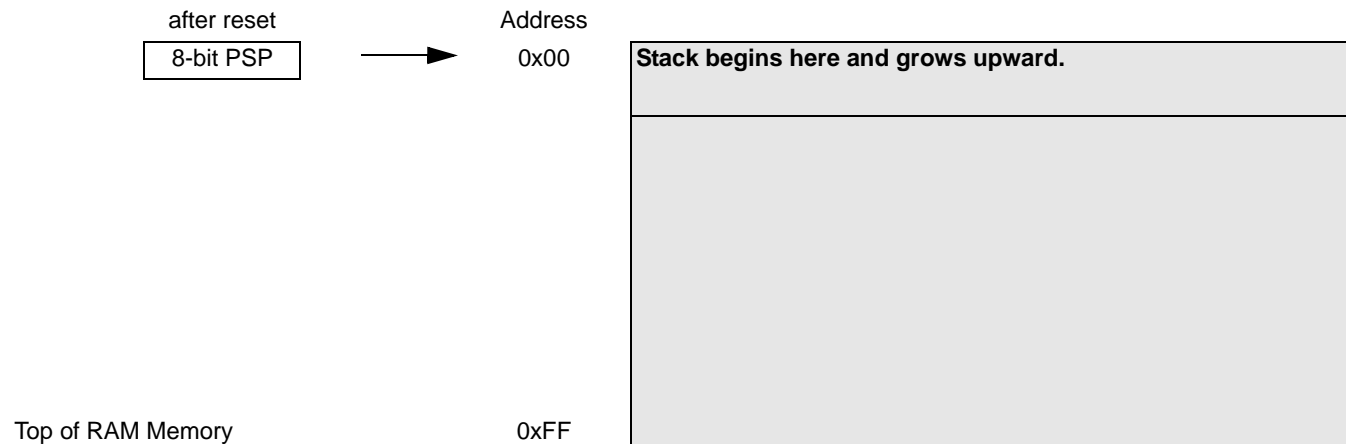 after reset Address
8-bit PSP 0x00 Stack begins here and grows upward.
Top of RAM Memory 0xFF